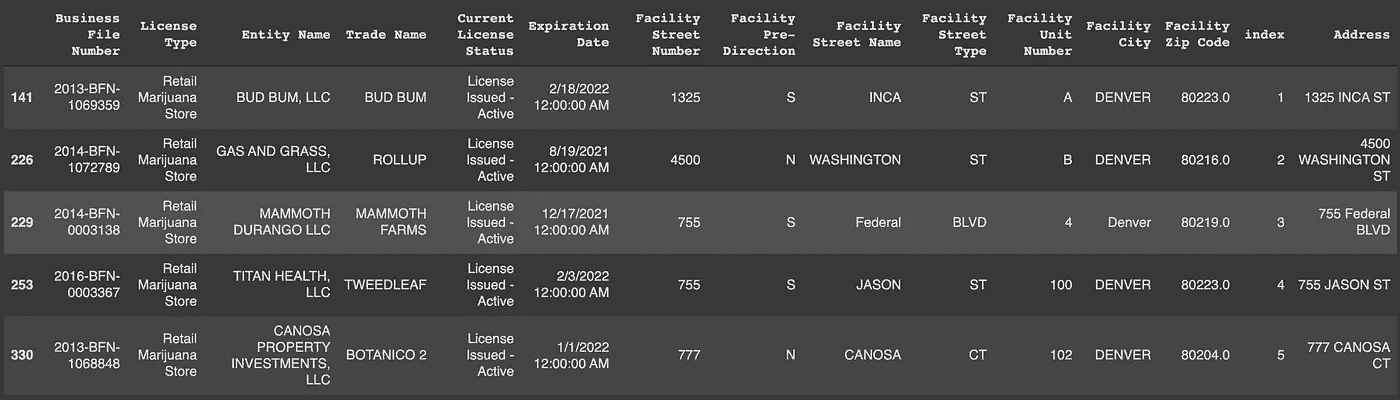 Business File Number License Type Entity Name Trade Name Current License Status Expiration Date Facility Street Number Facility Pre-Direction Facility Street Name Facility Street Type Facility Unit Number Facility City Facility Zip Code index Address
141 2013-BFN-1069359 Retail Marijuana Store BUD BUM, LLC BUD BUM License Issued - Active 2/18/2022 12:00:00 AM 1325 S INCA ST A DENVER 80223.0 1 1325 INCA ST
226 2014-BFN-1072789 Retail Marijuana Store GAS AND GRASS, LLC ROLLUP License Issued - Active 8/19/2021 12:00:00 AM 4500 N WASHINGTON ST B DENVER 80216.0 2 4500 WASHINGTON ST
229 2014-BFN-0003138 Retail Marijuana Store MAMMOTH DURANGO LLC MAMMOTH FARMS License Issued - Active 12/17/2021 12:00:00 AM 755 S Federal BLVD 4 Denver 80219.0 3 755 Federal BLVD
253 2016-BFN-0003367 Retail Marijuana Store TITAN HEALTH, LLC TWEEDLEAF License Issued - Active 2/3/2022 12:00:00 AM 755 S JASON ST 100 DENVER 80223.0 4 755 JASON ST
330 2013-BFN-1068848 Retail Marijuana Store CANOSA PROPERTY INVESTMENTS, LLC BOTANICO 2 License Issued - Active 1/1/2022 12:00:00 AM 777 N CANOSA CT 102 DENVER 80204.0 5 777 CANOSA CT